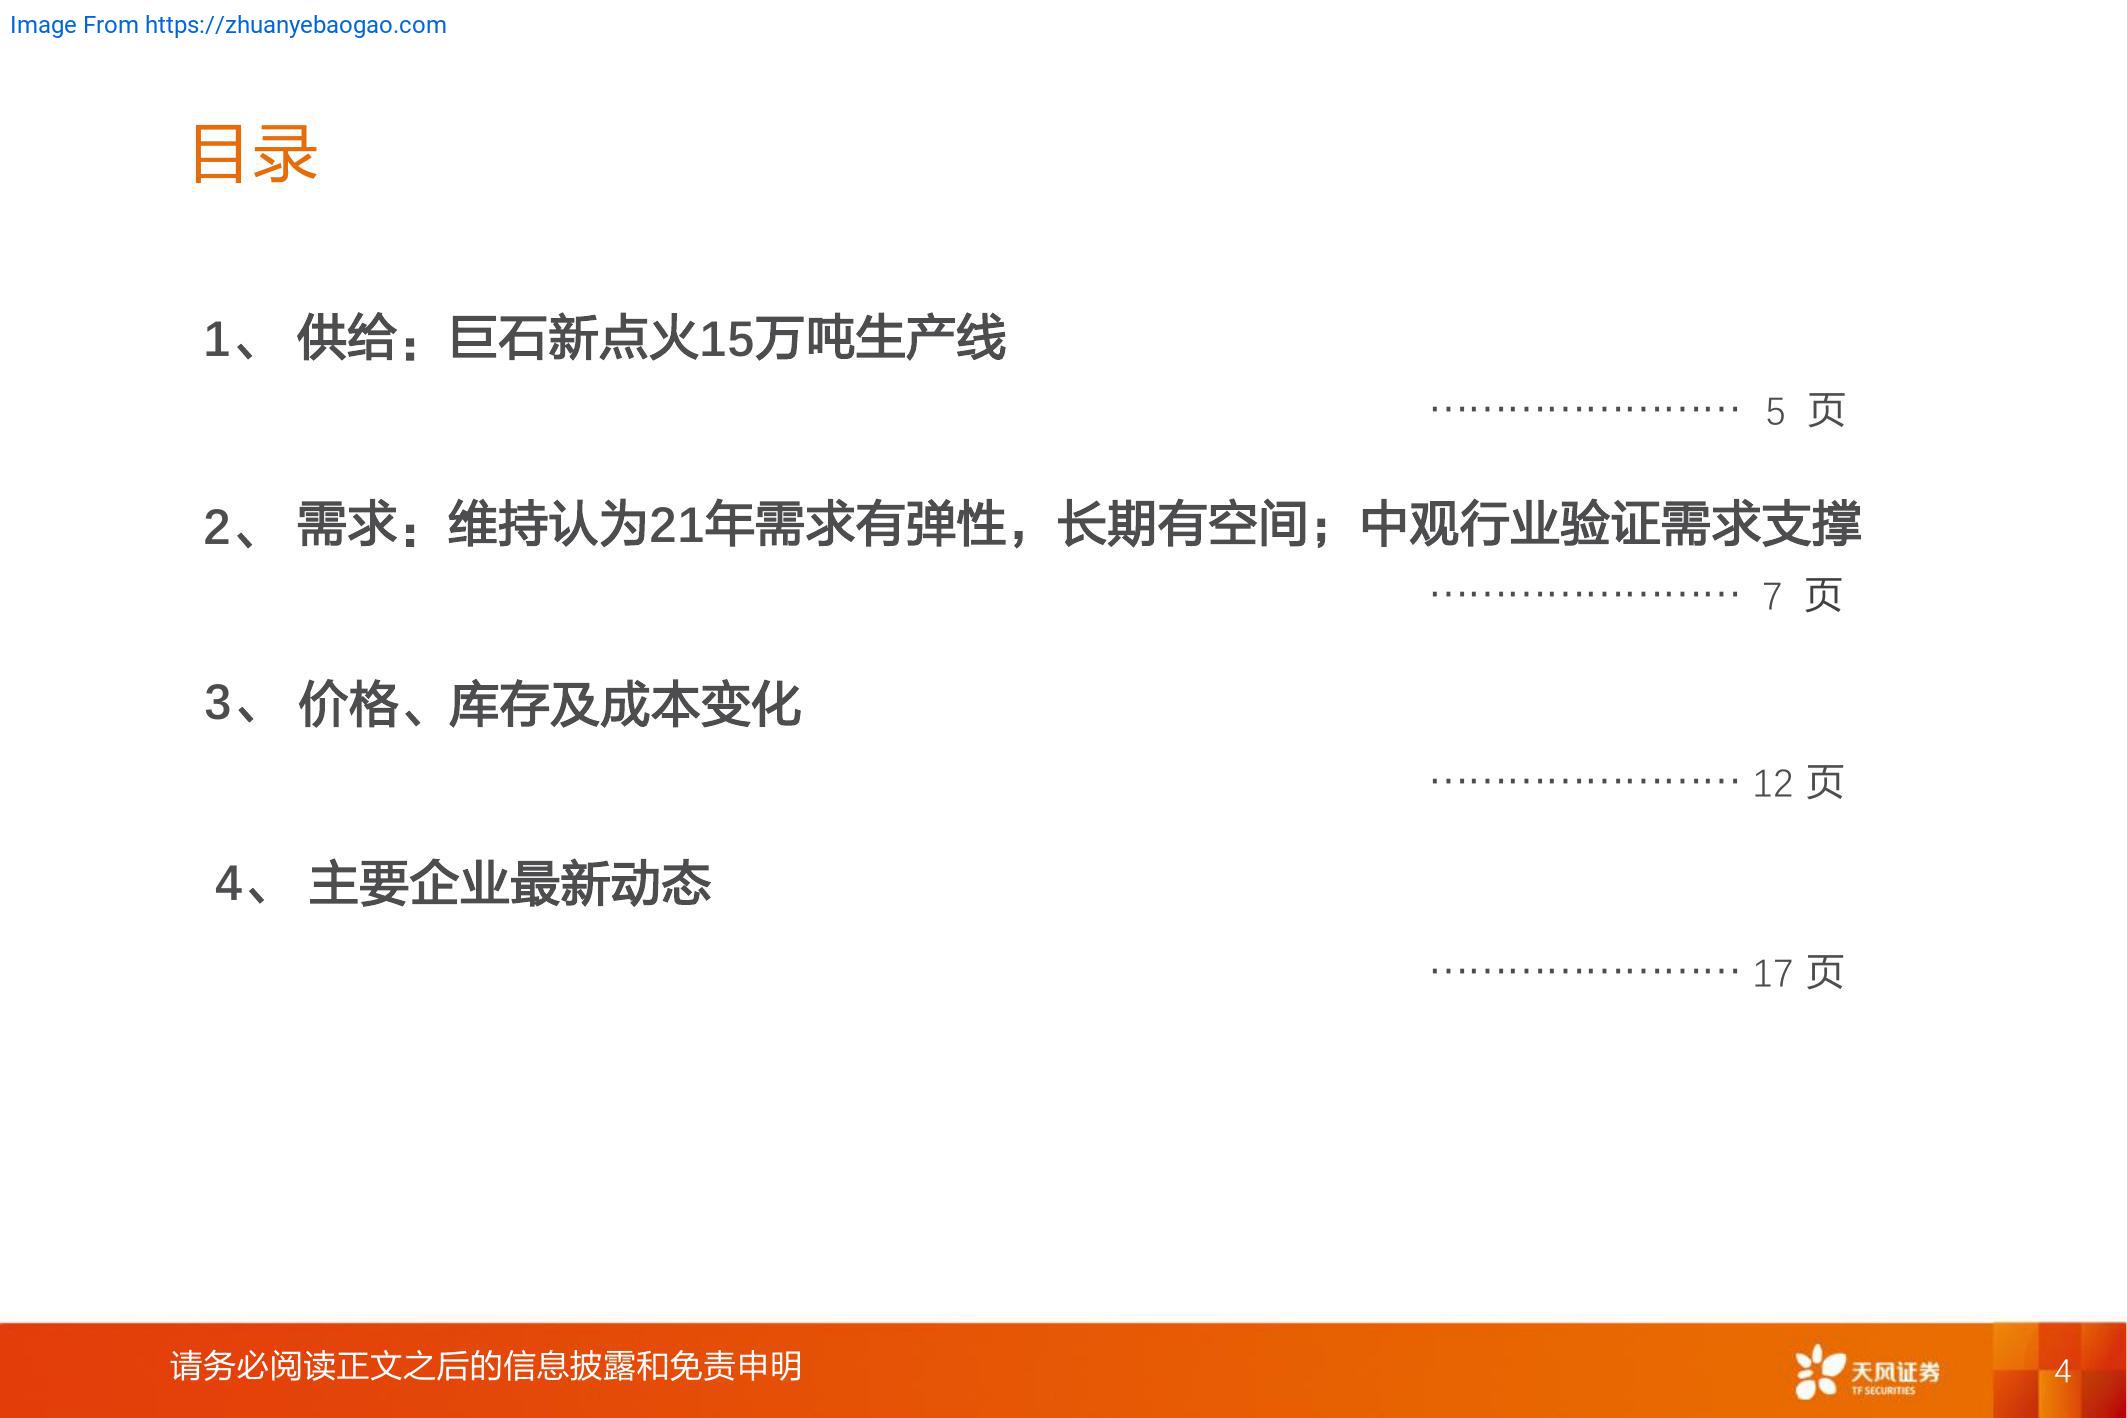 Image From https://zhuanyebaogao.com
目录
1、 供给：巨石新点火15万吨生产线
························ 5 页
2、 需求：维持认为21年需求有弹性，长期有空间；中观行业验证需求支撑
························ 7 页
3、 价格、库存及成本变化
························ 12 页
4、 主要企业最新动态
························ 17 页
请务必阅读正文之后的信息披露和免责申明
天风证券
TF SECURITIES
4